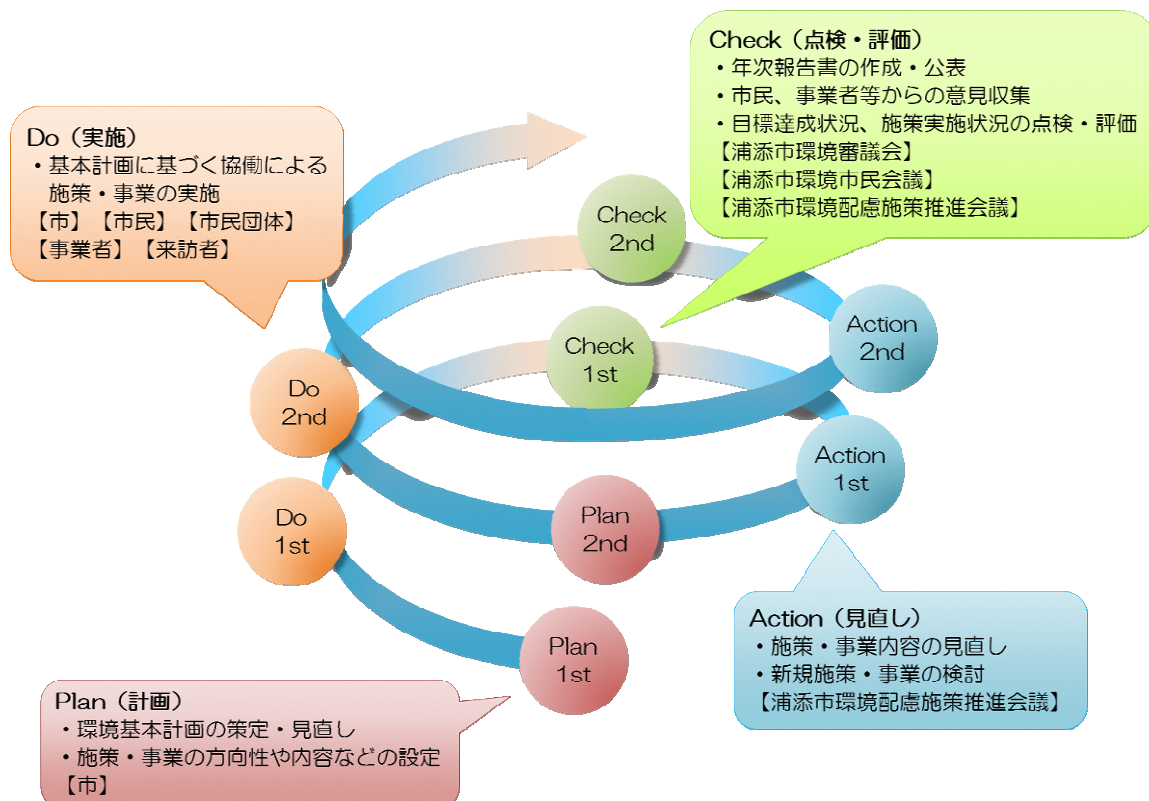 Check（点検・評価）
・年次報告書の作成・公表
・市民、事業者等からの意見収集
・目標達成状況、施策実施状況の点検・評価
【浦添市環境審議会】
【浦添市環境市民会議】
【浦添市環境配慮施策推進会議】
Do（実施）
・基本計画に基づく協働による
施策・事業の実施
【市】【市民】【市民団体】
【事業者】【来訪者】
Check
2nd
Action
2nd
Check
1st
Do
2nd
Action
1st
Do
1st
Plan
2nd
Plan
1st
Action（見直し）
・施策・事業内容の見直し
・新規施策・事業の検討
【浦添市環境配慮施策推進会議】
Plan（計画）
・環境基本計画の策定・見直し
・施策・事業の方向性や内容などの設定
【市】